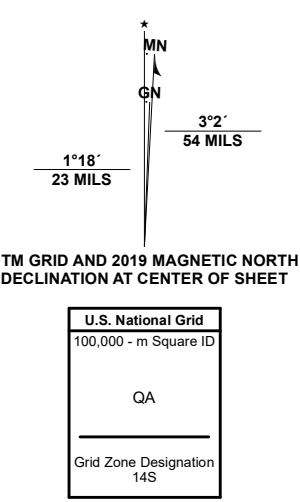 ★
MN
GN
3°2´
54 MILS
1°18´
23 MILS
TM GRID AND 2019 MAGNETIC NORTH
DECLINATION AT CENTER OF SHEET
U.S. National Grid
100,000 - m Square ID
QA
Grid Zone Designation
14S